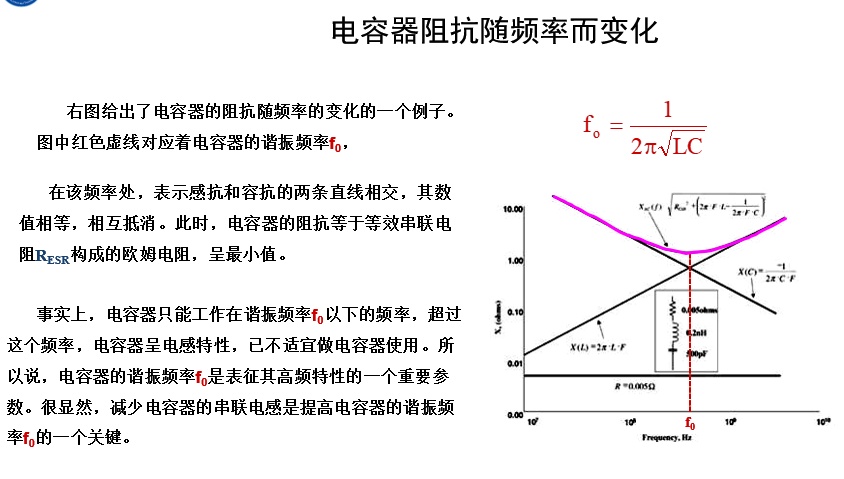 电容器阻抗随频率而变化
右图给出了电容器的阻抗随频率的变化的一个例子。
图中红色虚线对应着电容器的谐振频率f₀，
在该频率处，表示感抗和容抗的两条直线相交，其数
值相等，相互抵消。此时，电容器的阻抗等于等效串联电
阻R_ESR构成的欧姆电阻，呈最小值。
事实上，电容器只能工作在谐振频率f₀以下的频率，超过
这个频率，电容器呈电感特性，已不适宜做电容器使用。所
以说，电容器的谐振频率f₀是表征其高频特性的一个重要参
数。很显然，减少电容器的串联电感是提高电容器的谐振频
率f₀的一个关键。
f₀ = 1/(2π√LC)
10.00
1.00
0.10
0.01
0.00
X, (ohms)
√(R_ESR² + (2π·F·L − 1/(2π·F·C))²)
X(C) = −1/(2π·C·F)
0.005ohms
0.2nH
500pF
X(L) = 2π·L·F
R = 0.005Ω
10⁷ 10⁸ f₀ 10⁹ 10¹⁰
Frequency, Hz